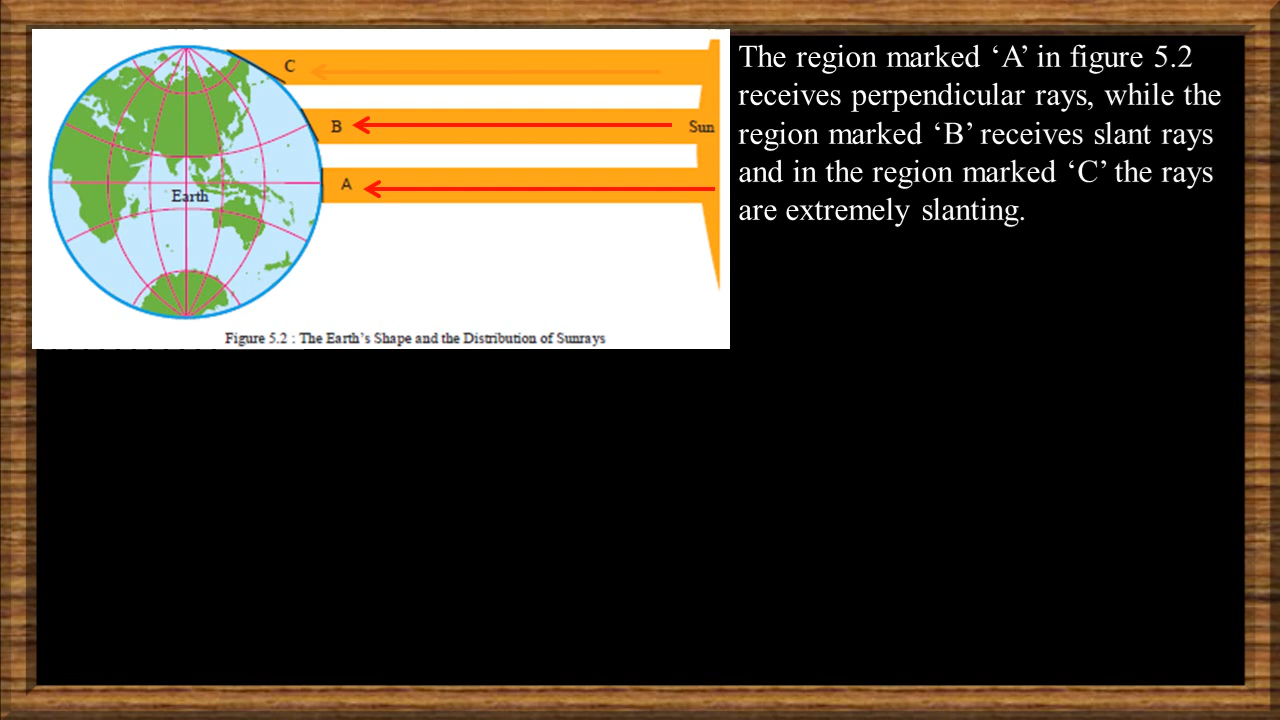 C
B
Sun
A
Earth
Figure 5.2 : The Earth's Shape and the Distribution of Sunrays
The region marked ‘A’ in figure 5.2
receives perpendicular rays, while the
region marked ‘B’ receives slant rays
and in the region marked ‘C’ the rays
are extremely slanting.